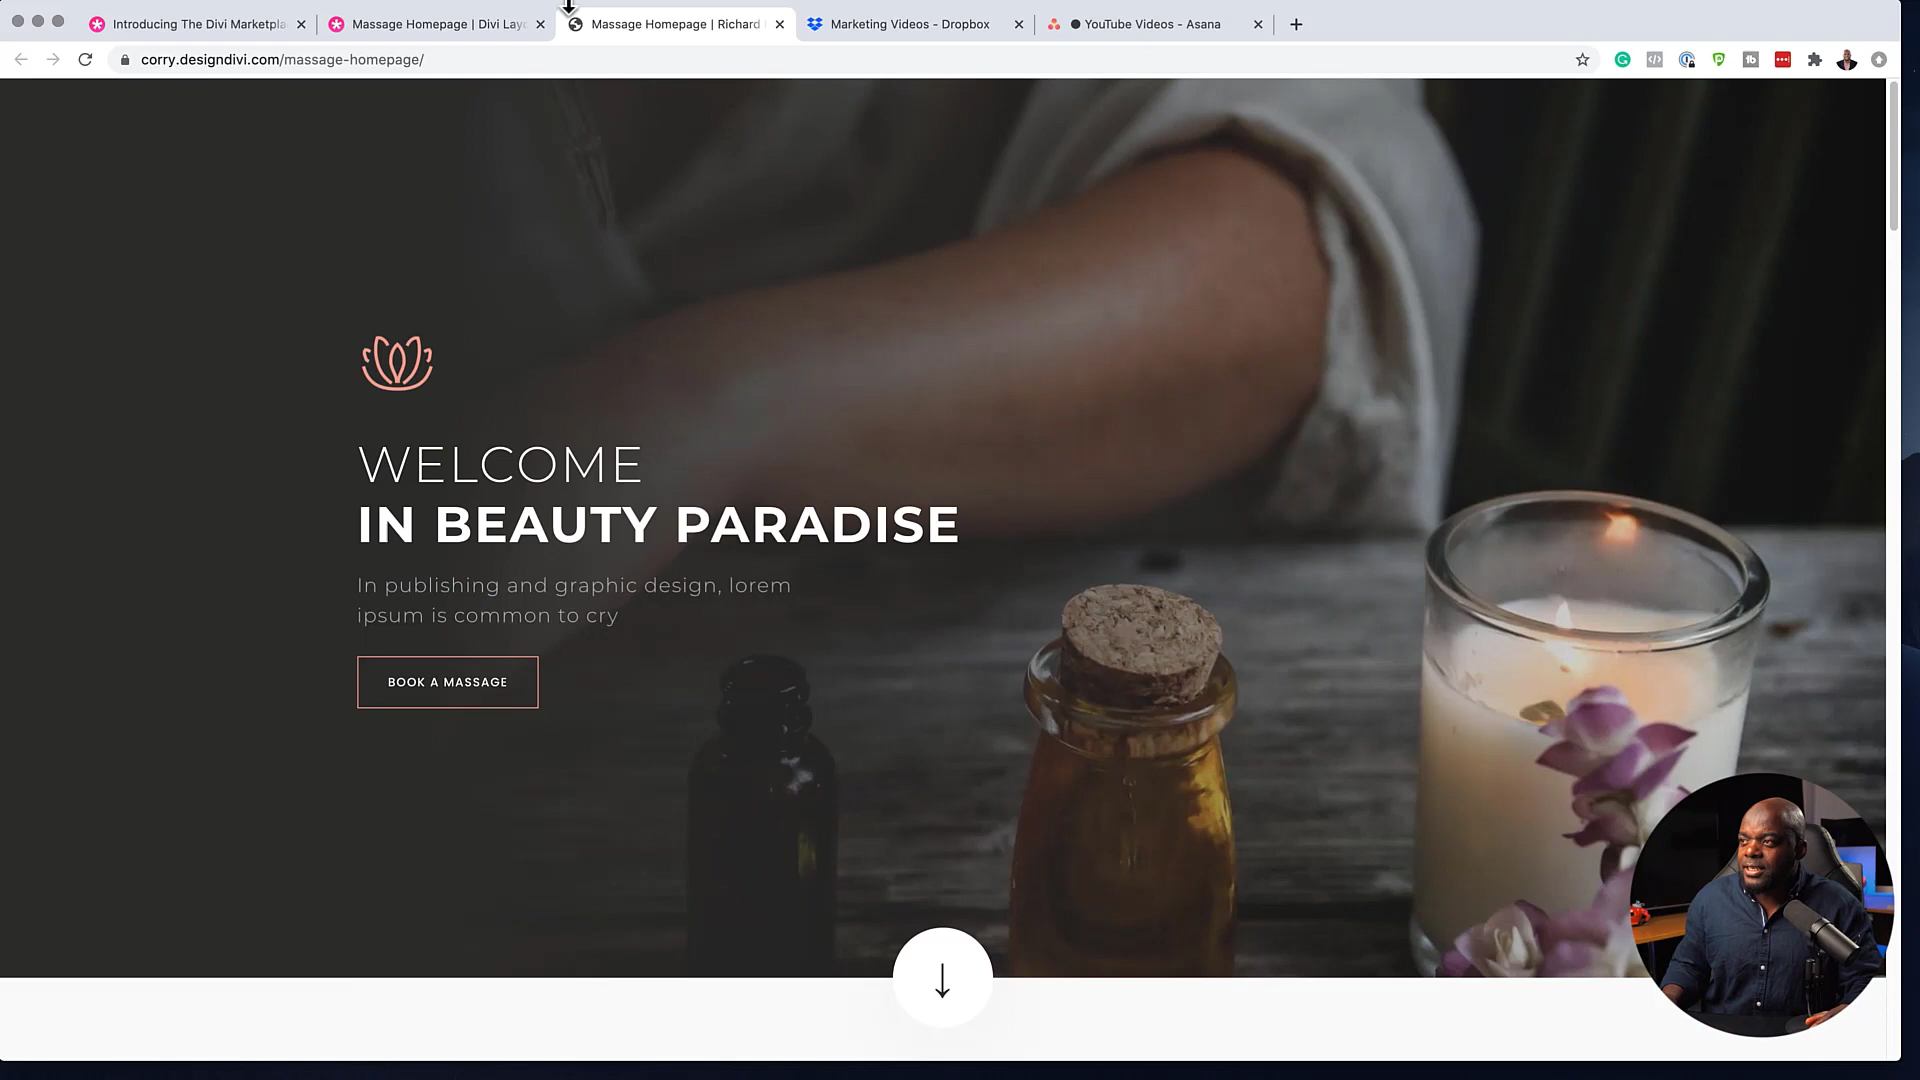 Introducing The Divi Marketpla
Massage Homepage | Divi Layo
Massage Homepage | Richard
Marketing Videos - Dropbox
YouTube Videos - Asana
corry.designdivi.com/massage-homepage/
WELCOME
IN BEAUTY PARADISE
In publishing and graphic design, lorem
ipsum is common to cry
BOOK A MASSAGE